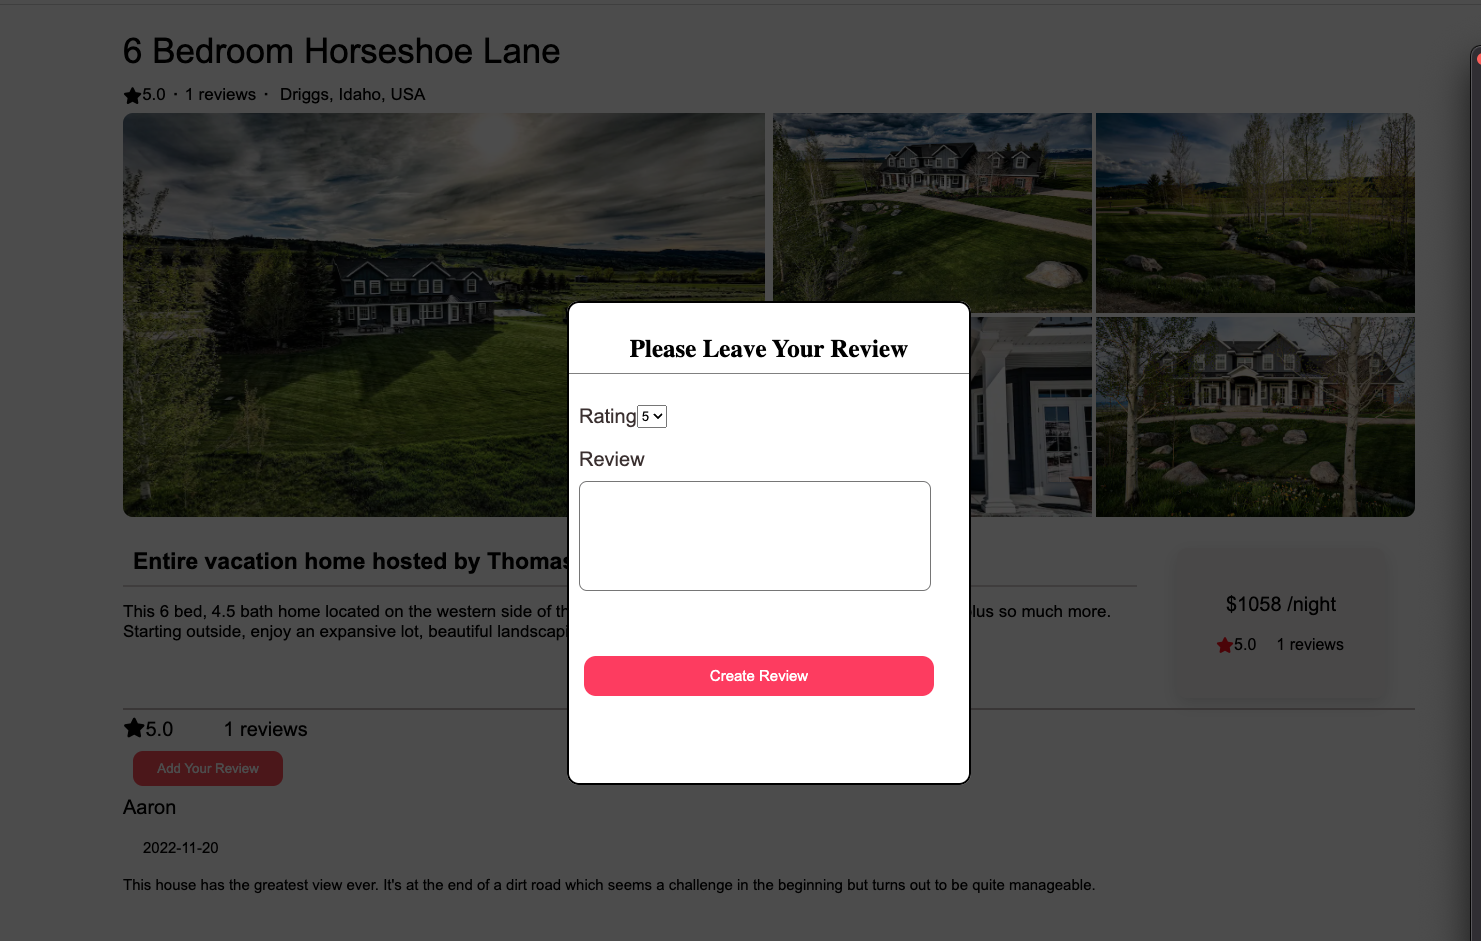 6 Bedroom Horseshoe Lane
5.0 · 1 reviews · Driggs, Idaho, USA
Please Leave Your Review
Rating 5
Review
Create Review
Entire vacation home hosted by Thomas
This 6 bed, 4.5 bath home located on the western side of plus so much more.
Starting outside, enjoy an expansive lot, beautiful
$1058 /night
5.0 1 reviews
5.0 1 reviews
Add Your Review
Aaron
2022-11-20
This house has the greatest view ever. It's at the end of a dirt road which seems a challenge in the beginning but turns out to be quite manageable.